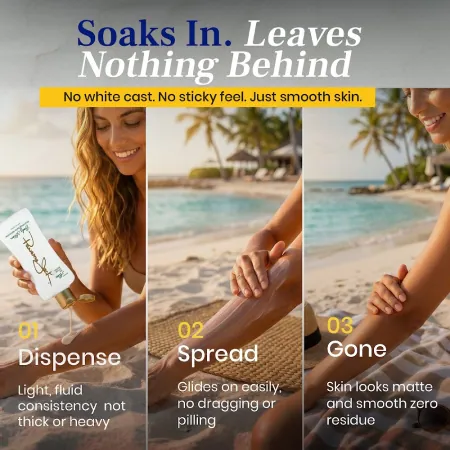 Soaks In. Leaves
Nothing Behind
No white cast. No sticky feel. Just smooth skin.
01
Dispense
Light, fluid
consistency not
thick or heavy
02
Spread
Glides on easily,
no dragging or
pilling
03
Gone
Skin looks matte
and smooth zero
residue